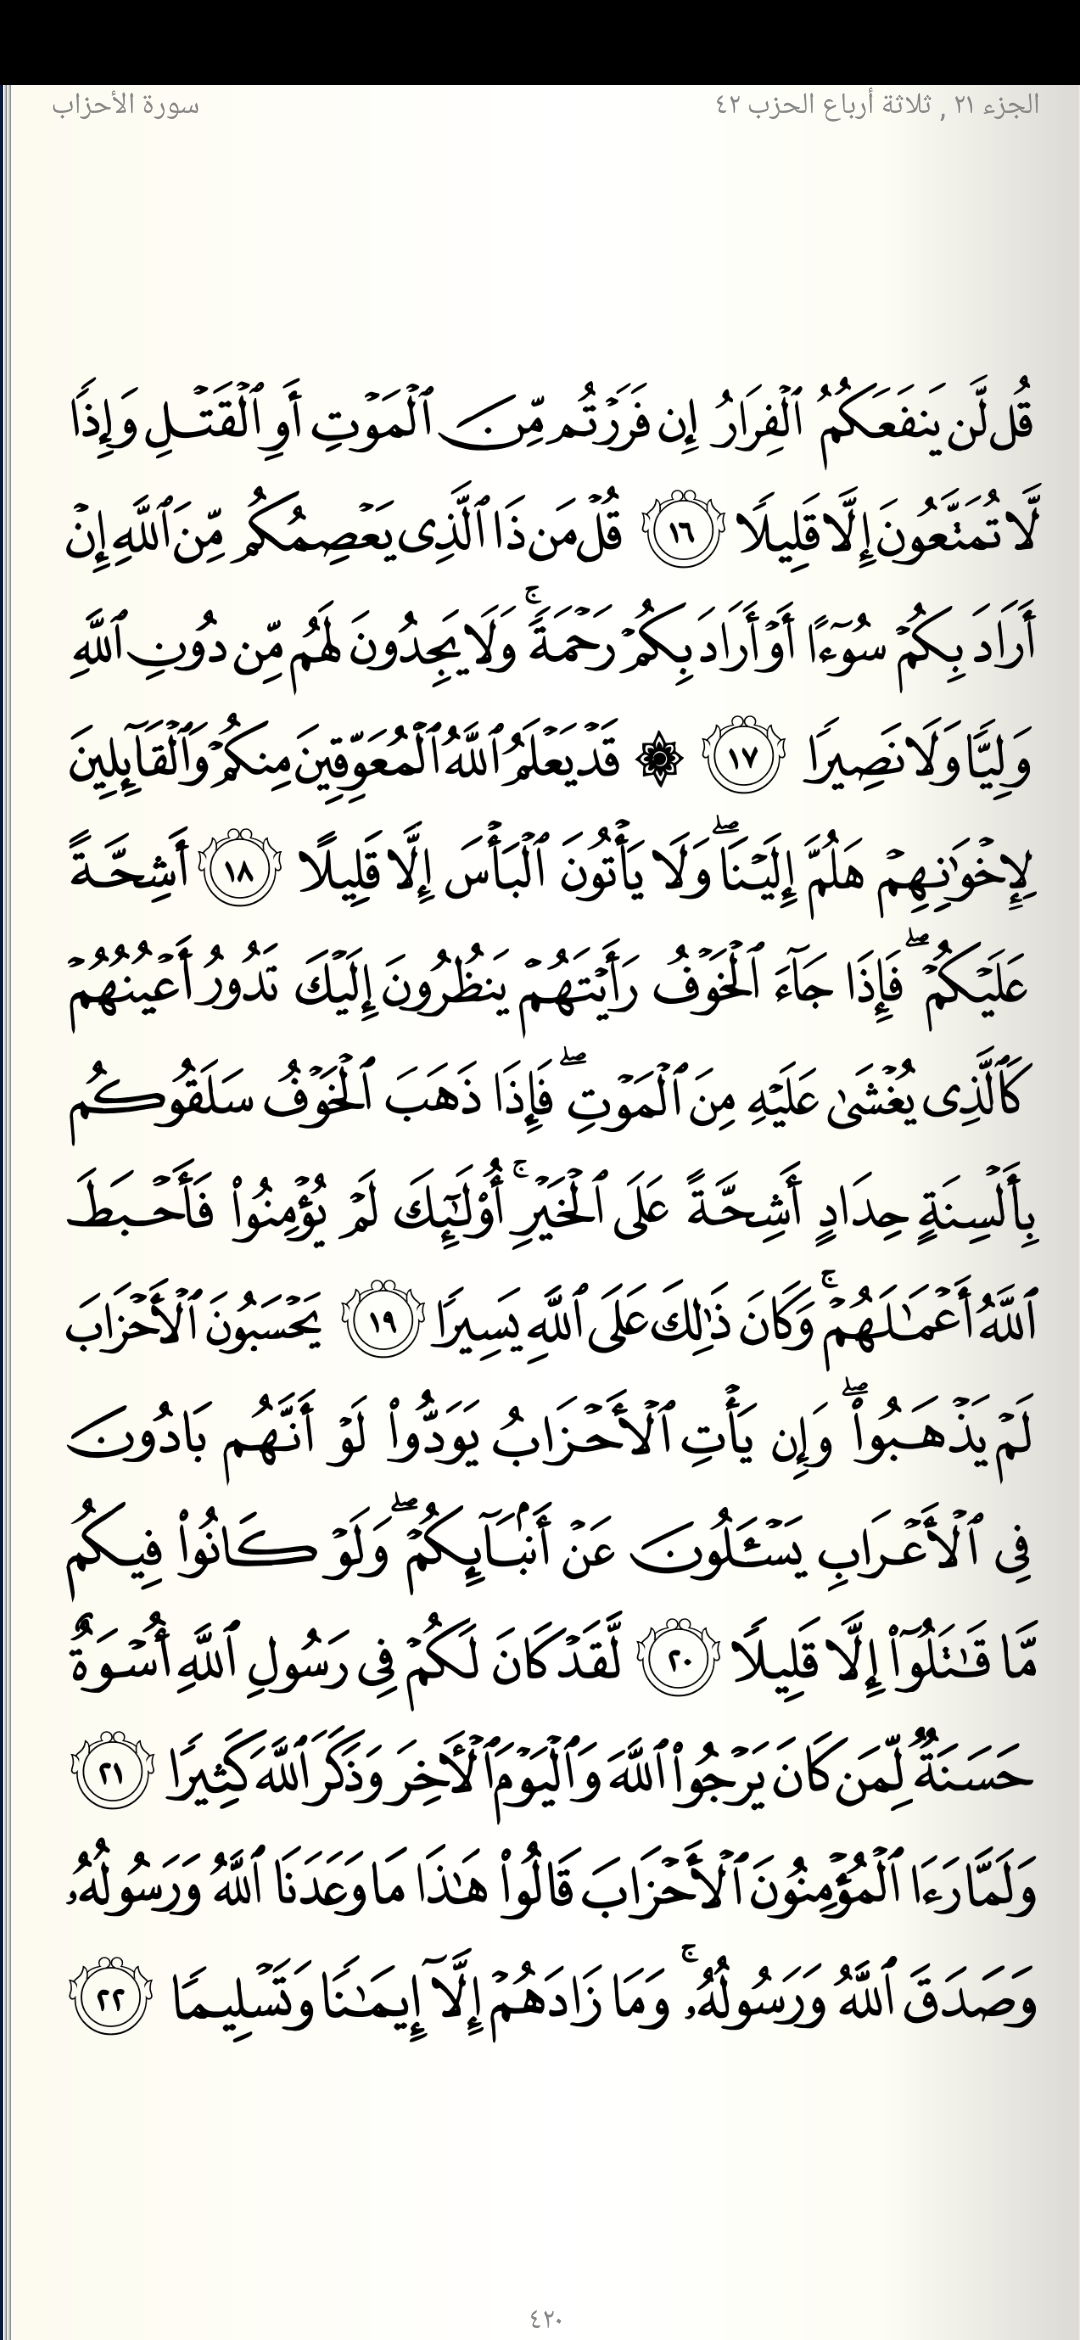 الجزء ٢١ , ثلاثة أرباع الحزب ٤٢
سورة الأحزاب
قُل لَّن يَنفَعَكُمُ ٱلۡفِرَارُ إِن فَرَرۡتُم مِّنَ ٱلۡمَوۡتِ أَوِ ٱلۡقَتۡلِ وَإِذٗا
لَّا تُمَتَّعُونَ إِلَّا قَلِيلٗا ١٦ قُلۡ مَن ذَا ٱلَّذِي يَعۡصِمُكُم مِّنَ ٱللَّهِ إِنۡ
أَرَادَ بِكُمۡ سُوٓءًا أَوۡ أَرَادَ بِكُمۡ رَحۡمَةٗۚ وَلَا يَجِدُونَ لَهُم مِّن دُونِ ٱللَّهِ
وَلِيّٗا وَلَا نَصِيرٗا ١٧ ۞ قَدۡ يَعۡلَمُ ٱللَّهُ ٱلۡمُعَوِّقِينَ مِنكُمۡ وَٱلۡقَآئِلِينَ
لِإِخۡوَٰنِهِمۡ هَلُمَّ إِلَيۡنَاۖ وَلَا يَأۡتُونَ ٱلۡبَأۡسَ إِلَّا قَلِيلًا ١٨ أَشِحَّةً
عَلَيۡكُمۡۖ فَإِذَا جَآءَ ٱلۡخَوۡفُ رَأَيۡتَهُمۡ يَنظُرُونَ إِلَيۡكَ تَدُورُ أَعۡيُنُهُمۡ
كَٱلَّذِي يُغۡشَىٰ عَلَيۡهِ مِنَ ٱلۡمَوۡتِۖ فَإِذَا ذَهَبَ ٱلۡخَوۡفُ سَلَقُوكُم
بِأَلۡسِنَةٍ حِدَادٍ أَشِحَّةً عَلَى ٱلۡخَيۡرِۚ أُوْلَٰٓئِكَ لَمۡ يُؤۡمِنُواْ فَأَحۡبَطَ
ٱللَّهُ أَعۡمَٰلَهُمۡۚ وَكَانَ ذَٰلِكَ عَلَى ٱللَّهِ يَسِيرٗا ١٩ يَحۡسَبُونَ ٱلۡأَحۡزَابَ
لَمۡ يَذۡهَبُواْۖ وَإِن يَأۡتِ ٱلۡأَحۡزَابُ يَوَدُّواْ لَوۡ أَنَّهُم بَادُونَ
فِي ٱلۡأَعۡرَابِ يَسۡـَٔلُونَ عَنۡ أَنۢبَآئِكُمۡۖ وَلَوۡ كَانُواْ فِيكُم
مَّا قَٰتَلُوٓاْ إِلَّا قَلِيلٗا ٢٠ لَّقَدۡ كَانَ لَكُمۡ فِي رَسُولِ ٱللَّهِ أُسۡوَةٌ
حَسَنَةٞ لِّمَن كَانَ يَرۡجُواْ ٱللَّهَ وَٱلۡيَوۡمَ ٱلۡأٓخِرَ وَذَكَرَ ٱللَّهَ كَثِيرٗا ٢١
وَلَمَّا رَءَا ٱلۡمُؤۡمِنُونَ ٱلۡأَحۡزَابَ قَالُواْ هَٰذَا مَا وَعَدَنَا ٱللَّهُ وَرَسُولُهُۥ
وَصَدَقَ ٱللَّهُ وَرَسُولُهُۥۚ وَمَا زَادَهُمۡ إِلَّآ إِيمَٰنٗا وَتَسۡلِيمٗا ٢٢
٤٢٠